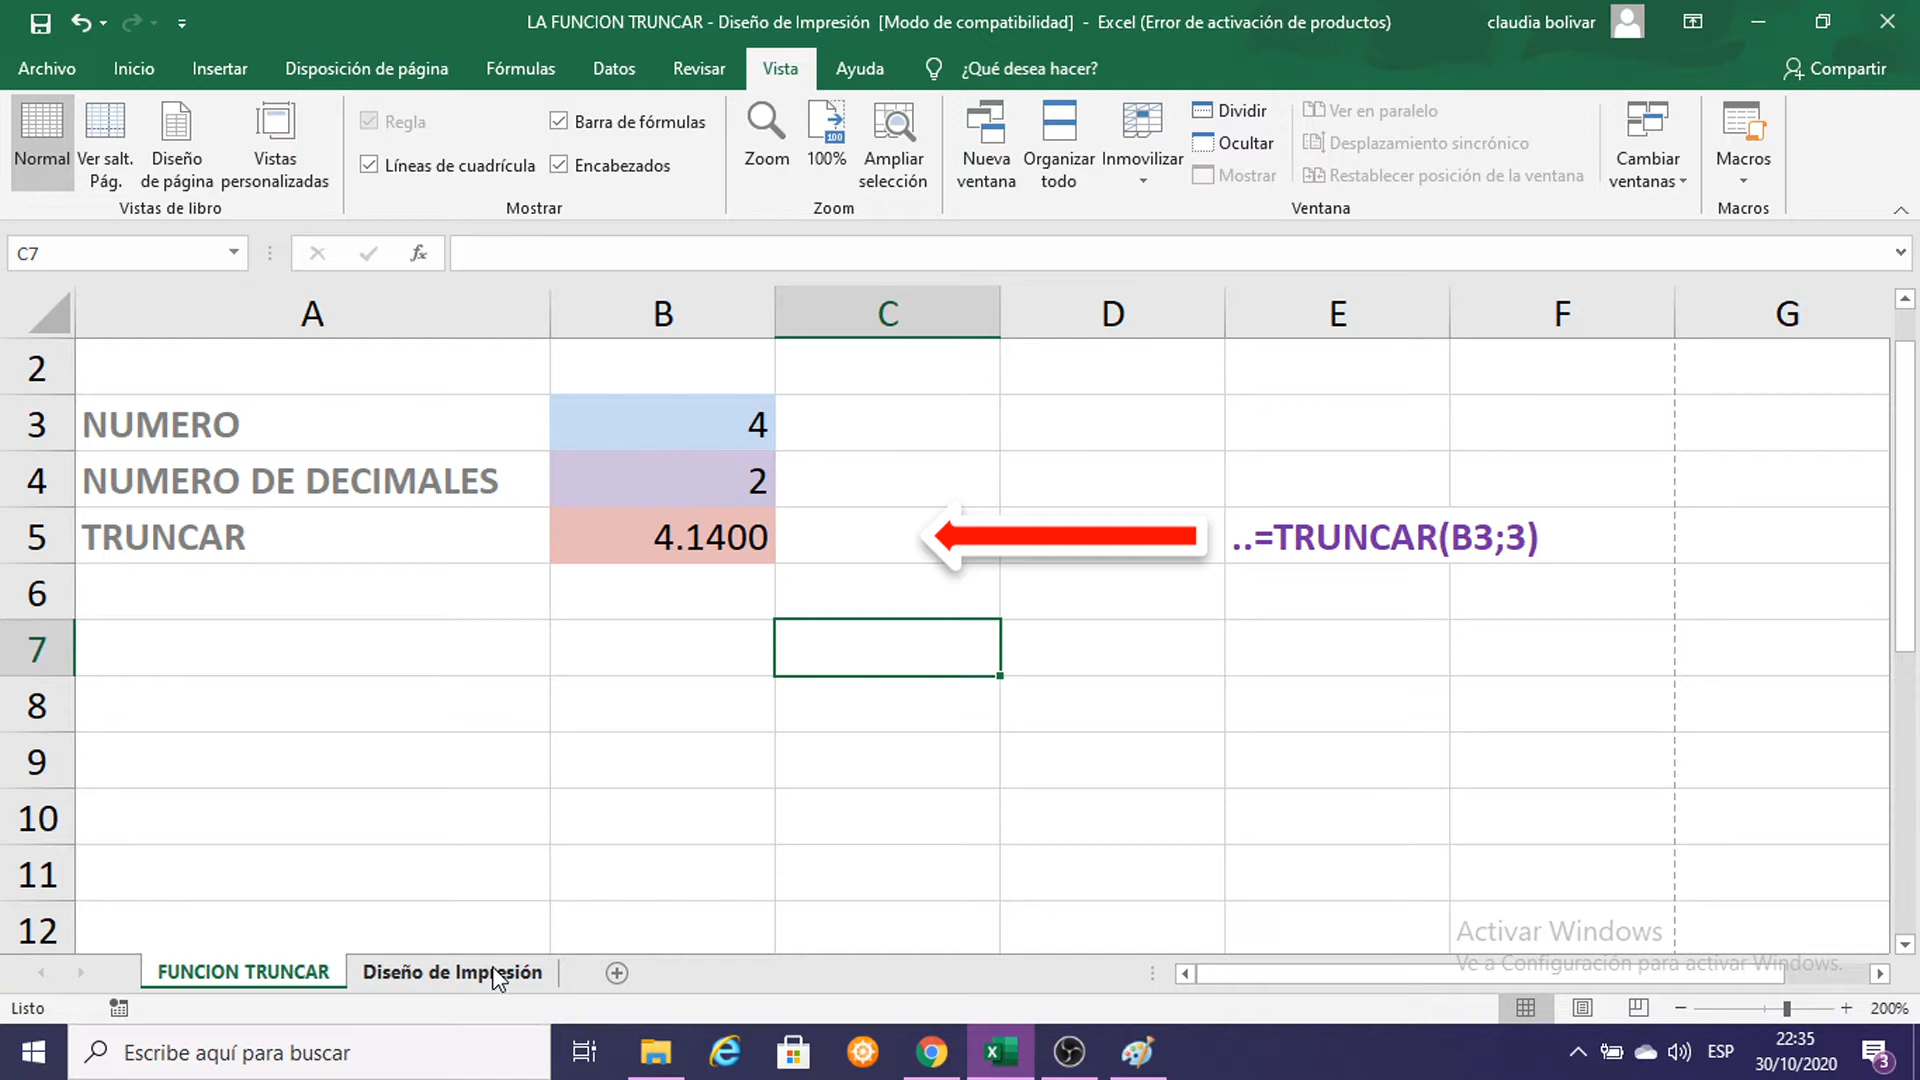 LA FUNCION TRUNCAR - Diseño de Impresión [Modo de compatibilidad] - Excel (Error de activación de productos)
claudia bolivar
Archivo Inicio Insertar Disposición de página Fórmulas Datos Revisar Vista Ayuda ¿Qué desea hacer? Compartir
Normal
Ver salt. Pág.
Diseño de página
Vistas personalizadas
Vistas de libro
Regla
Barra de fórmulas
Líneas de cuadrícula
Encabezados
Mostrar
Zoom
100
100%
Ampliar selección
Zoom
Nueva ventana
Organizar todo
Inmovilizar
Dividir
Ocultar
Mostrar
Ver en paralelo
Desplazamiento sincrónico
Restablecer posición de la ventana
Cambiar ventanas
Ventana
Macros
Macros
C7
fx
A B C D E F G
2
3 NUMERO 4
4 NUMERO DE DECIMALES 2
5 TRUNCAR 4.1400 ..=TRUNCAR(B3;3)
6
7
8
9
10
11
12
Activar Windows
Ve a Configuración para activar Windows.
FUNCION TRUNCAR Diseño de Impresión
Listo
200%
Escribe aquí para buscar
ESP
22:35
30/10/2020
3